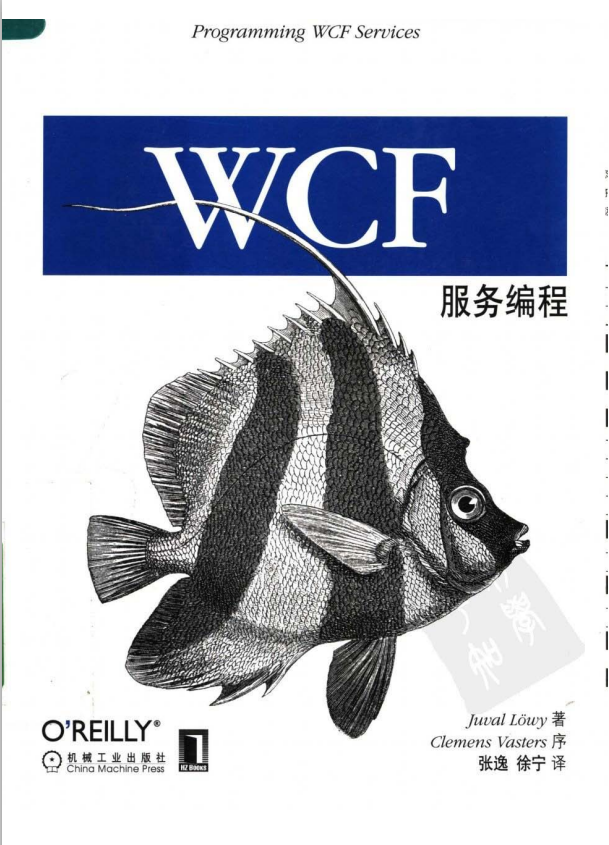 Programming WCF Services
WCF
服务编程
Juval Löwy 著
Clemens Vasters 序
张逸 徐宁 译
O'REILLY®
机械工业出版社
China Machine Press
HZ Books